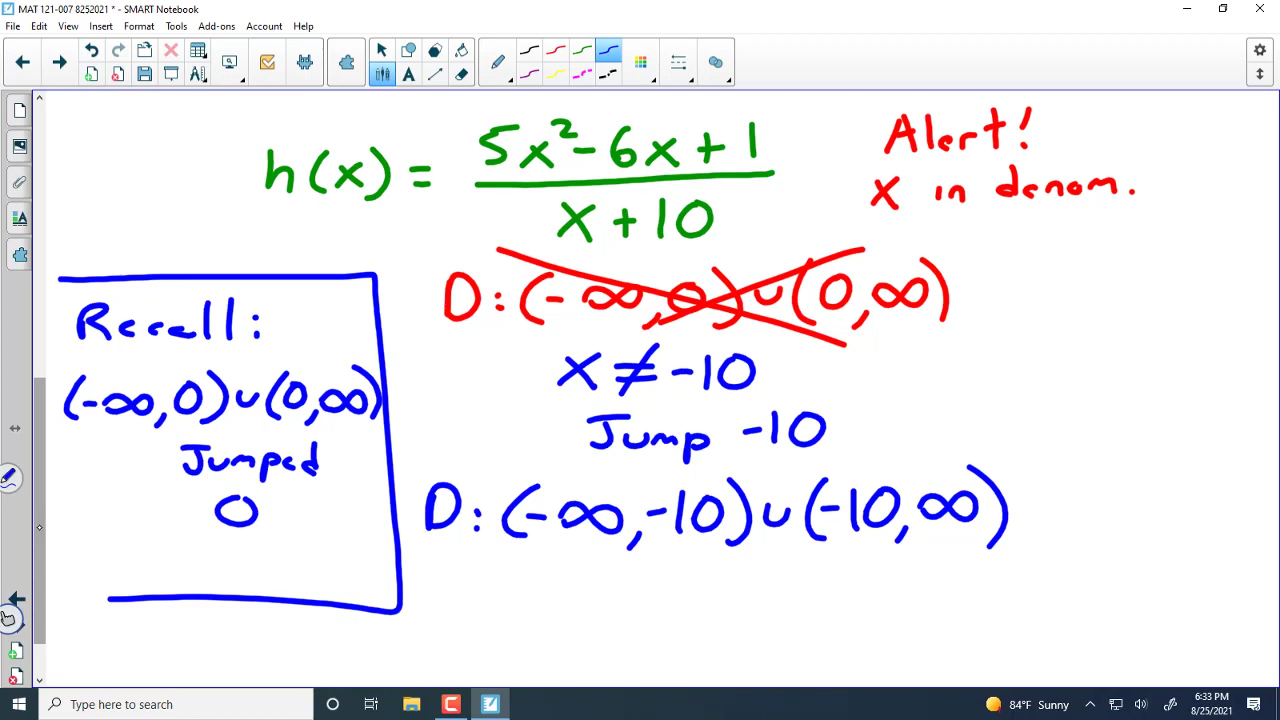 MAT 121-007 8252021 * - SMART Notebook
File Edit View Insert Format Tools Add-ons Account Help
h(x) = (5x² - 6x + 1) / (x + 10)
Alert!
x in denom.
D: (-∞, 0) ∪ (0, ∞)
x ≠ -10
Jump -10
D: (-∞, -10) ∪ (-10, ∞)
Recall:
(-∞, 0) ∪ (0, ∞)
Jumped
0
Type here to search
84°F Sunny
6:33 PM
8/25/2021